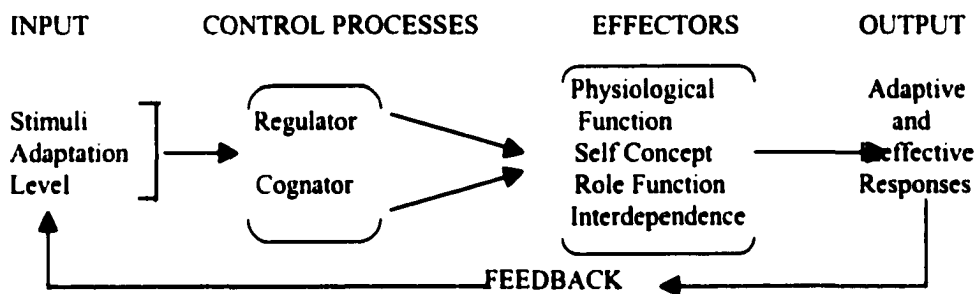 INPUT
CONTROL PROCESSES
EFFECTORS
OUTPUT
Stimuli
Adaptation
Level
Regulator
Cognator
Physiological
Function
Self Concept
Role Function
Interdependence
Adaptive
and
Responses
FEEDBACK